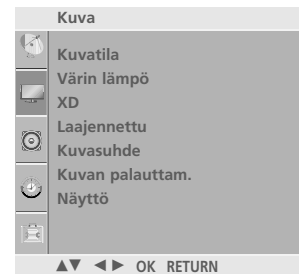 Kuva
Kuvatila
Värin lämpö
XD
Laajennettu
Kuvasuhde
Kuvan palauttam.
Näyttö
▲▼ ◄► OK RETURN